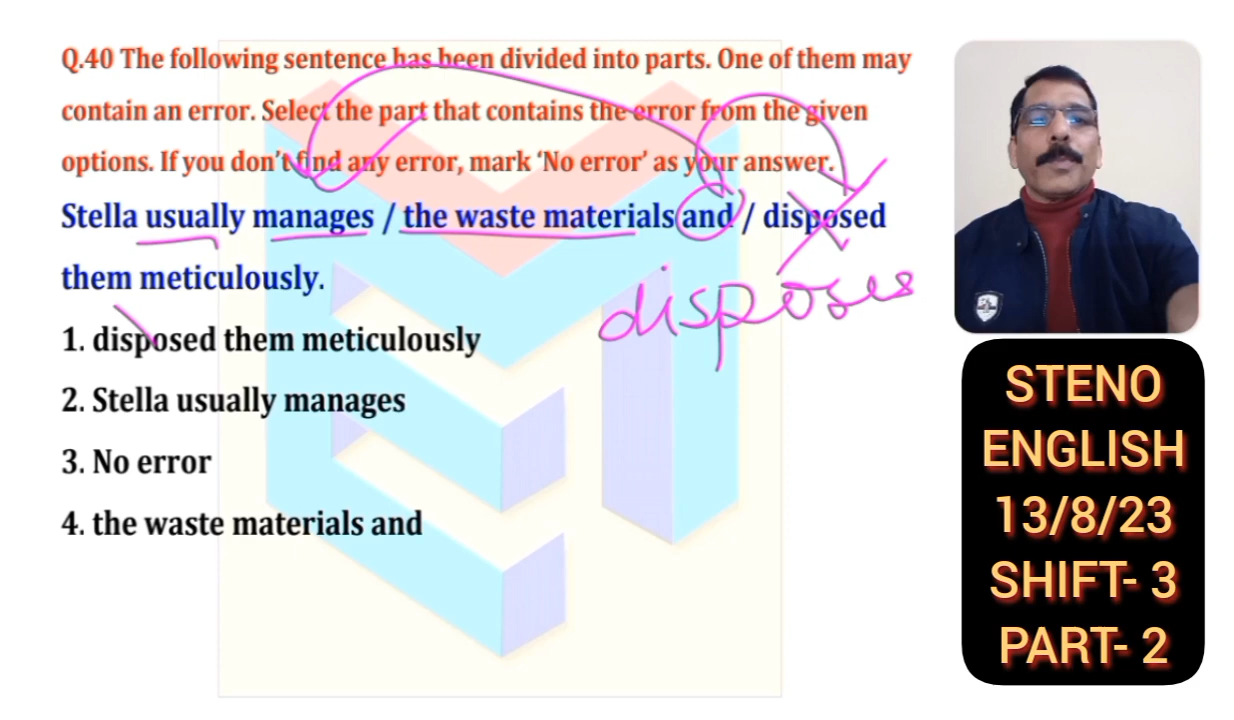 Q.40 The following sentence has been divided into parts. One of them may
contain an error. Select the part that contains the error from the given
options. If you don't find any error, mark 'No error' as your answer.
Stella usually manages / the waste materials and / disposed
them meticulously.
disposes
1. disposed them meticulously
2. Stella usually manages
3. No error
4. the waste materials and
STENO
ENGLISH
13/8/23
SHIFT- 3
PART- 2